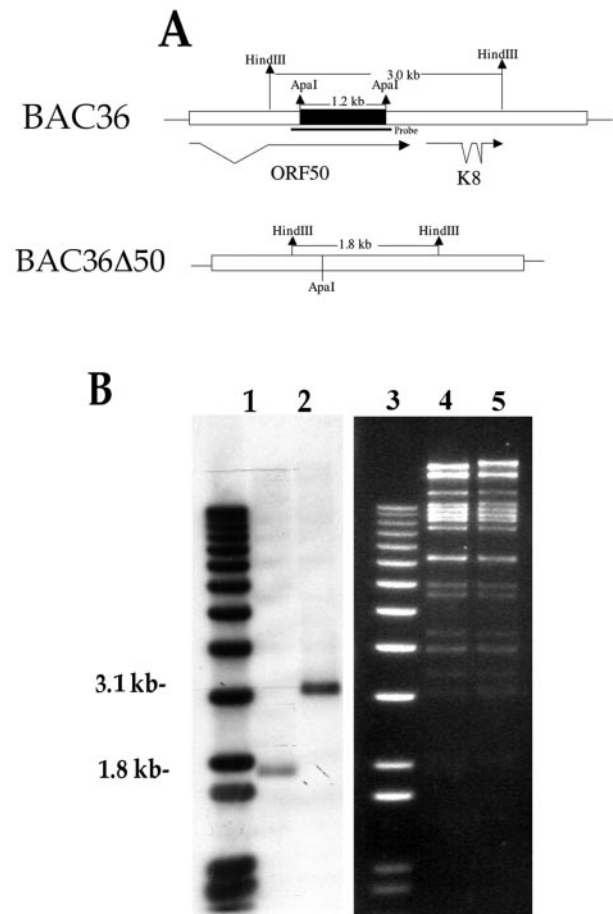 A
HindIII
HindIII
3.0 kb
ApaI
ApaI
1.2 kb
BAC36
Probe
ORF50
K8
HindIII
HindIII
1.8 kb
BAC36Δ50
ApaI
B
1 2 3 4 5
3.1 kb-
1.8 kb-